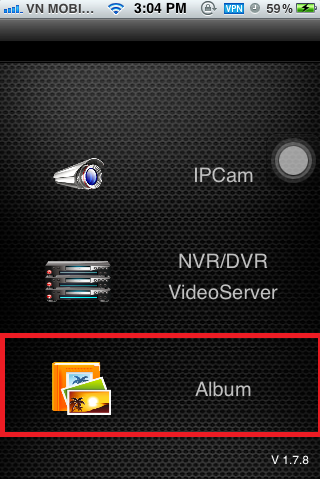 VN MOBI... 3:04 PM VPN 59%
IPCam
NVR/DVR
VideoServer
Album
V 1.7.8